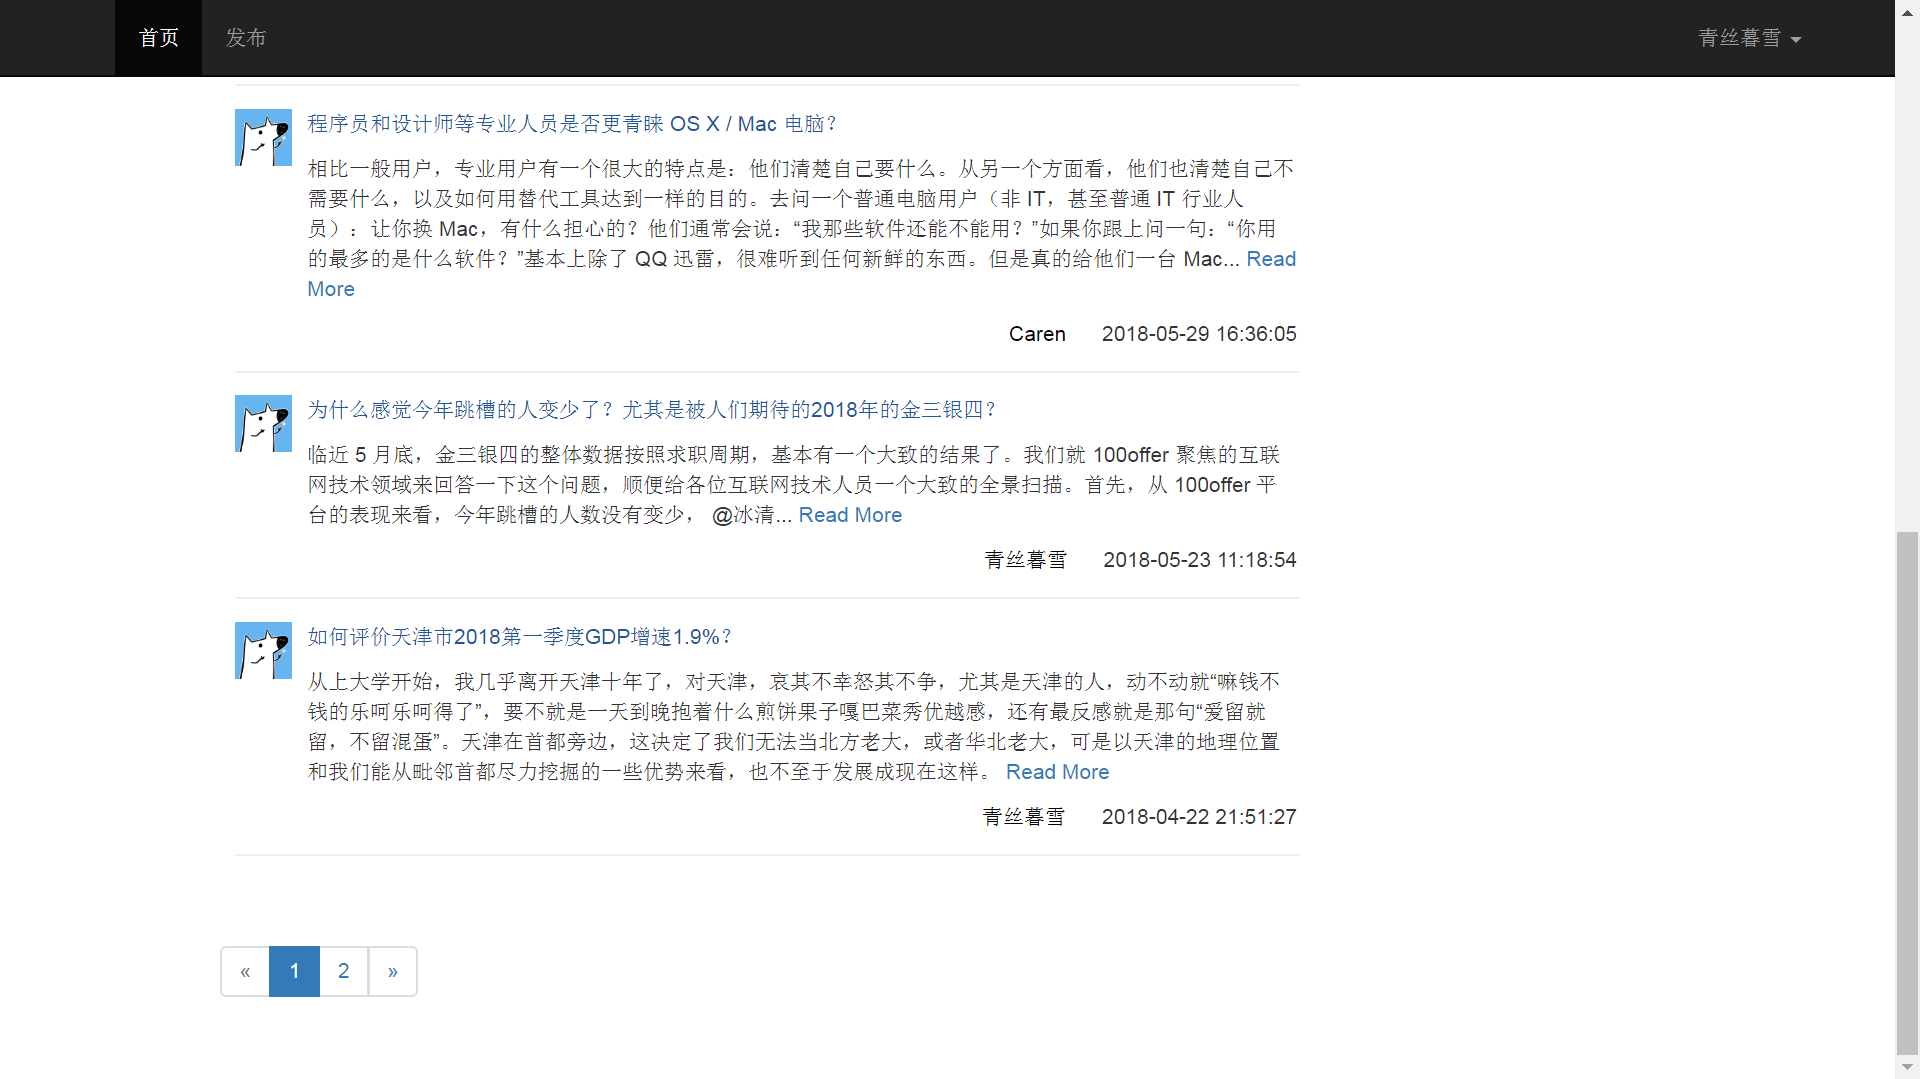 首页 发布 青丝暮雪
程序员和设计师等专业人员是否更青睐 OS X / Mac 电脑？
相比一般用户，专业用户有一个很大的特点是：他们清楚自己要什么。从另一个方面看，他们也清楚自己不
需要什么，以及如何用替代工具达到一样的目的。去问一个普通电脑用户（非 IT，甚至普通 IT 行业人
员）：让你换 Mac，有什么担心的？他们通常会说：“我那些软件还能不能用？”如果你跟上问一句：“你用
的最多的是什么软件？”基本上除了 QQ 迅雷，很难听到任何新鲜的东西。但是真的给他们一台 Mac... Read
More
Caren 2018-05-29 16:36:05
为什么感觉今年跳槽的人变少了？尤其是被人们期待的2018年的金三银四？
临近 5 月底，金三银四的整体数据按照求职周期，基本有一个大致的结果了。我们就 100offer 聚焦的互联
网技术领域来回答一下这个问题，顺便给各位互联网技术人员一个大致的全景扫描。首先，从 100offer 平
台的表现来看，今年跳槽的人数没有变少， @冰清... Read More
青丝暮雪 2018-05-23 11:18:54
如何评价天津市2018第一季度GDP增速1.9%？
从上大学开始，我几乎离开天津十年了，对天津，哀其不幸怒其不争，尤其是天津的人，动不动就“嘛钱不
钱的乐呵乐呵得了”，要不就是一天到晚抱着什么煎饼果子嘎巴菜秀优越感，还有最反感就是那句“爱留就
留，不留混蛋”。天津在首都旁边，这决定了我们无法当北方老大，或者华北老大，可是以天津的地理位置
和我们能从毗邻首都尽力挖掘的一些优势来看，也不至于发展成现在这样。 Read More
青丝暮雪 2018-04-22 21:51:27
« 1 2 »